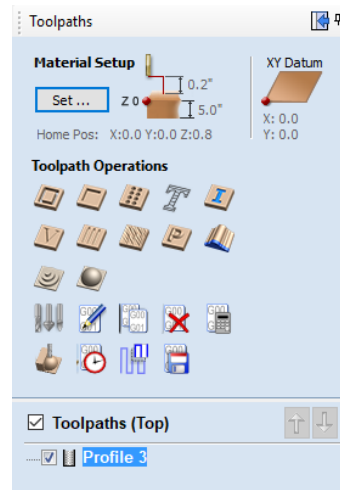 Toolpaths
Material Setup
XY Datum
0.2"
Set ...
Z 0
5.0"
X: 0.0
Y: 0.0
Home Pos: X:0.0 Y:0.0 Z:0.8
Toolpath Operations
Toolpaths (Top)
Profile 3